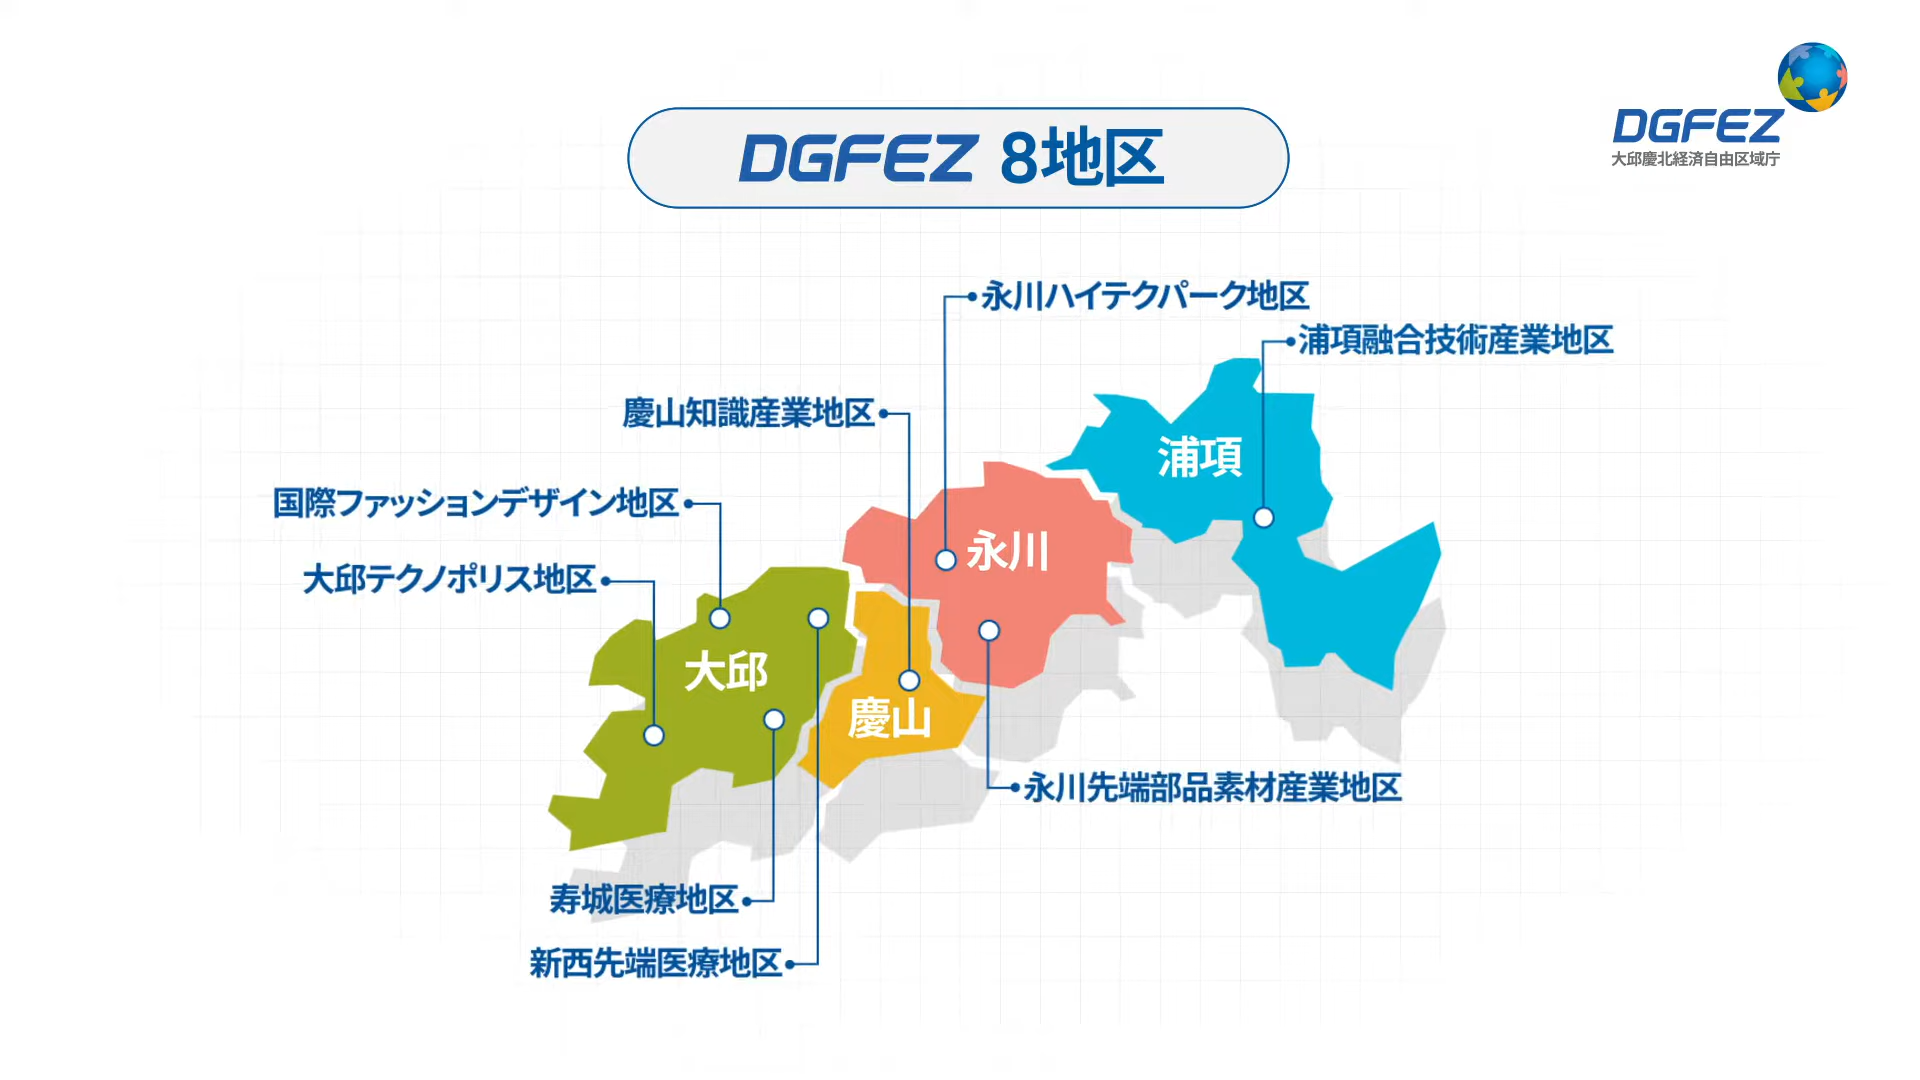 DGFEZ
大邱慶北経済自由区域庁
DGFEZ 8地区
永川ハイテクパーク地区
浦項融合技術産業地区
慶山知識産業地区
浦項
国際ファッションデザイン地区
永川
大邱テクノポリス地区
大邱
慶山
永川先端部品素材産業地区
寿城医療地区
新西先端医療地区